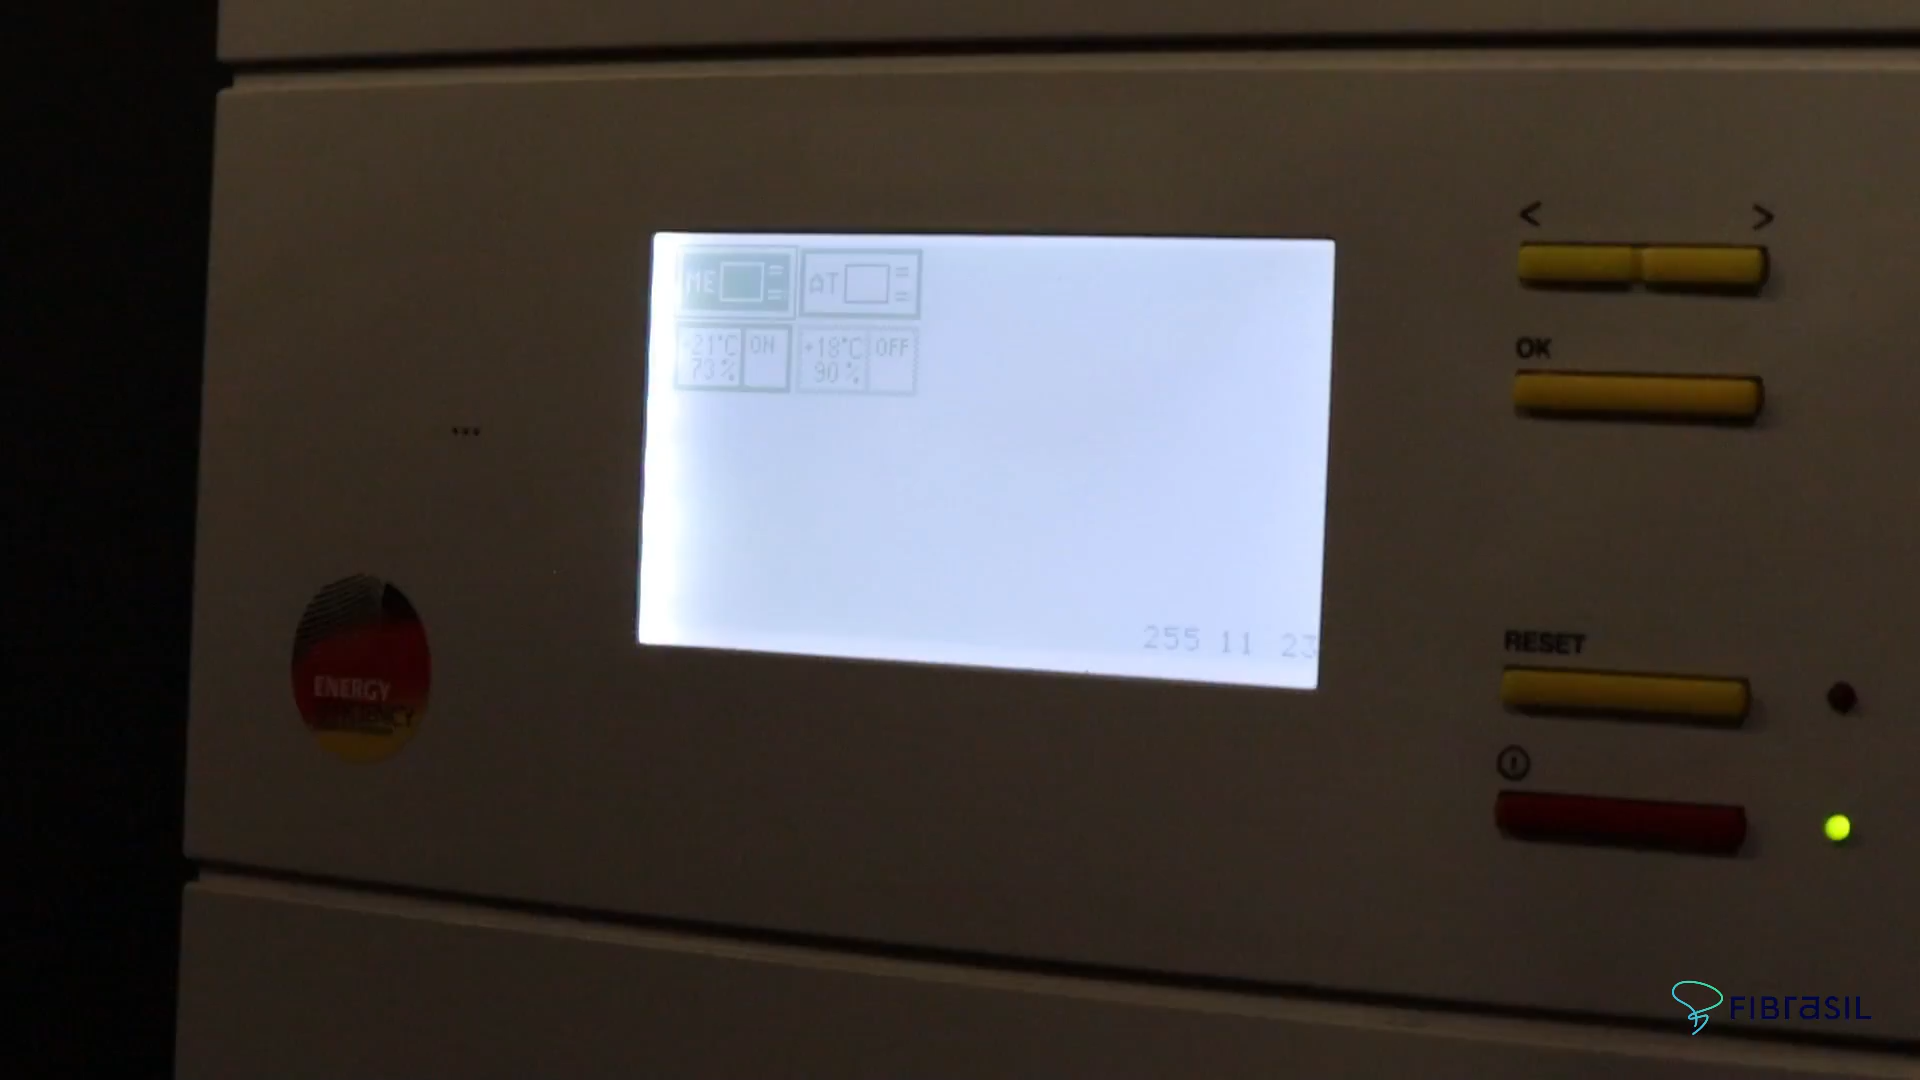 ME AT
21°C 73% ON +18°C 90% OFF
255 11 23
< >
OK
RESET
ENERGY
FIBrasIL